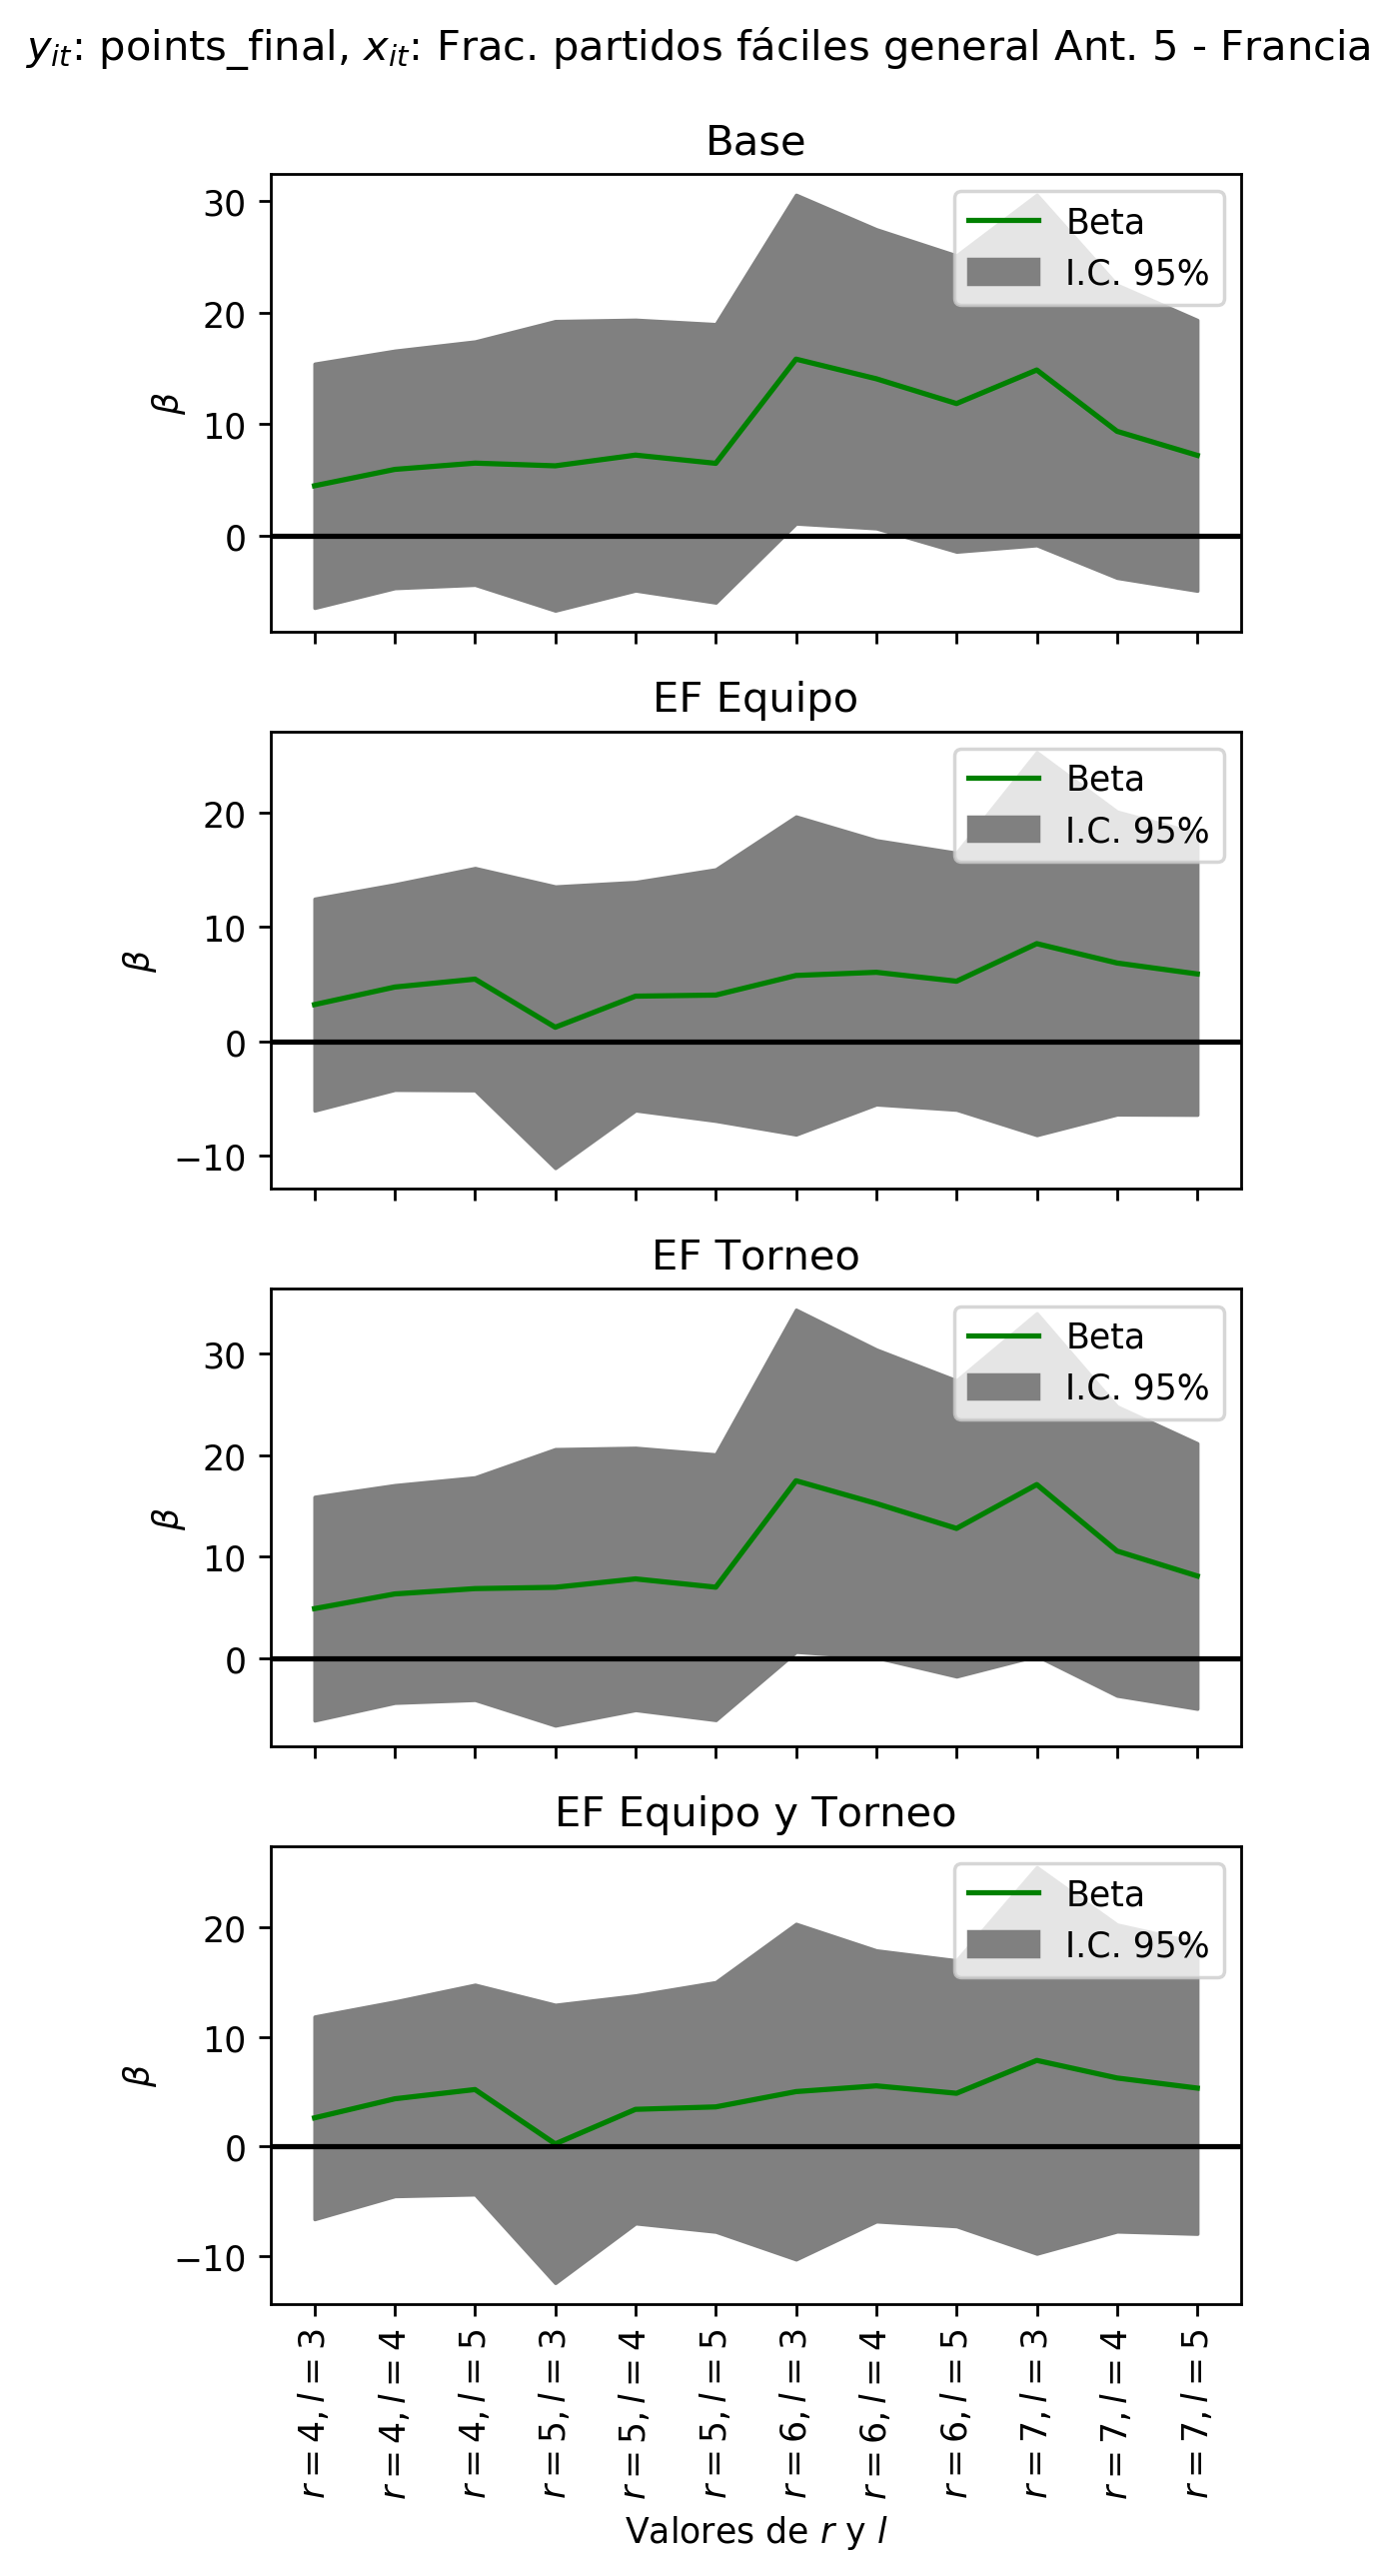 y_it: points_final, x_it: Frac. partidos fáciles general Ant. 5 - Francia
Base
30
20
10
0
β
Beta
I.C. 95%
EF Equipo
20
10
0
−10
β
Beta
I.C. 95%
EF Torneo
30
20
10
0
β
Beta
I.C. 95%
EF Equipo y Torneo
20
10
0
−10
β
Beta
I.C. 95%
r = 4, l = 3
r = 4, l = 4
r = 4, l = 5
r = 5, l = 3
r = 5, l = 4
r = 5, l = 5
r = 6, l = 3
r = 6, l = 4
r = 6, l = 5
r = 7, l = 3
r = 7, l = 4
r = 7, l = 5
Valores de r y l